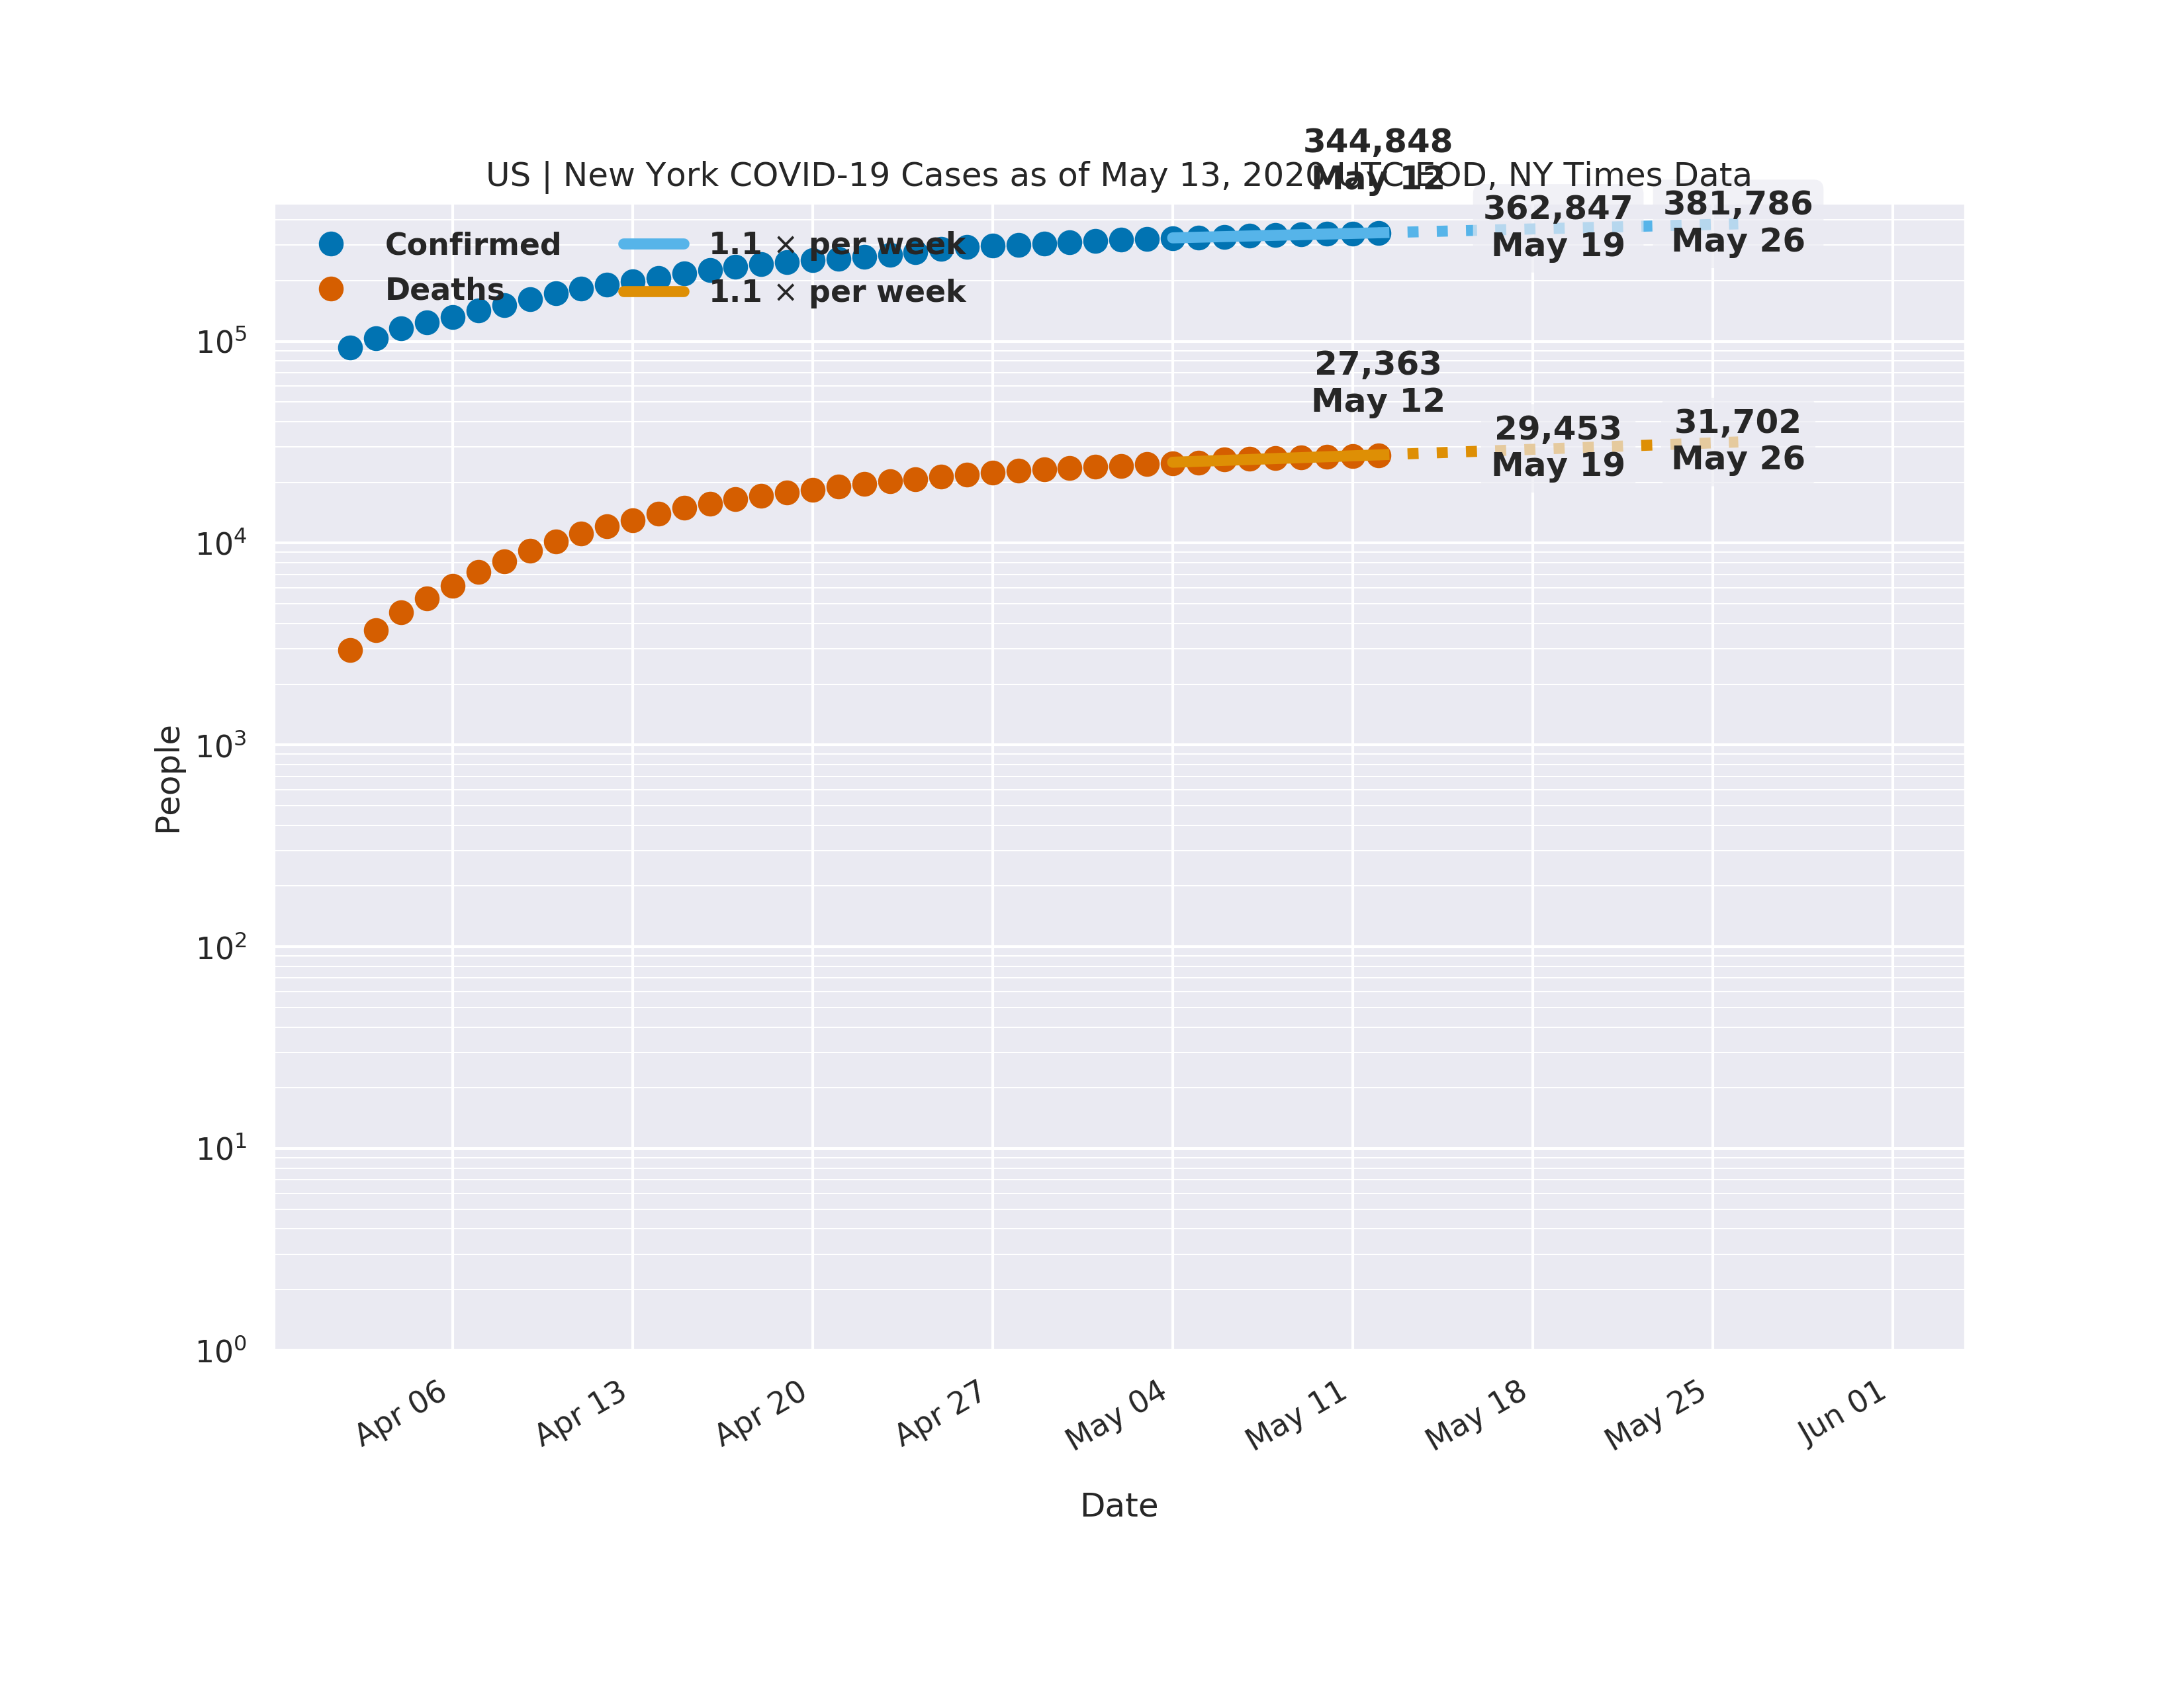 344,848
May 12
US | New York COVID-19 Cases as of May 13, 2020 UTC EOD, NY Times Data
362,847
May 19
381,786
May 26
Confirmed
1.1 × per week
Deaths
1.1 × per week
27,363
May 12
29,453
May 19
31,702
May 26
People
10⁵
10⁴
10³
10²
10¹
10⁰
Apr 06
Apr 13
Apr 20
Apr 27
May 04
May 11
May 18
May 25
Jun 01
Date